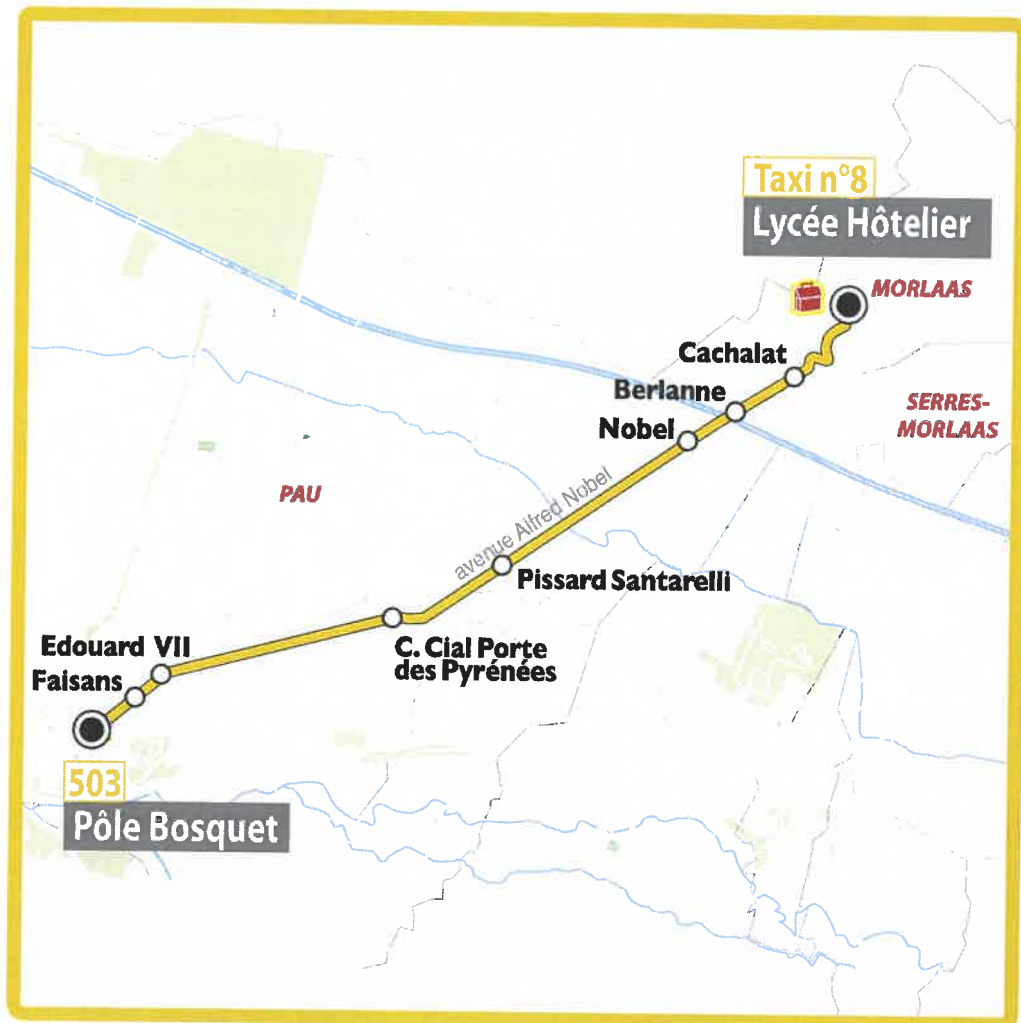 Taxi n°8
Lycée Hôtelier
MORLAAS
Cachalat
Berlanne
Nobel
SERRES-
MORLAAS
PAU
avenue Alfred Nobel
Pissard Santarelli
Edouard VII
C. Cial Porte
des Pyrénées
Faisans
503
Pôle Bosquet